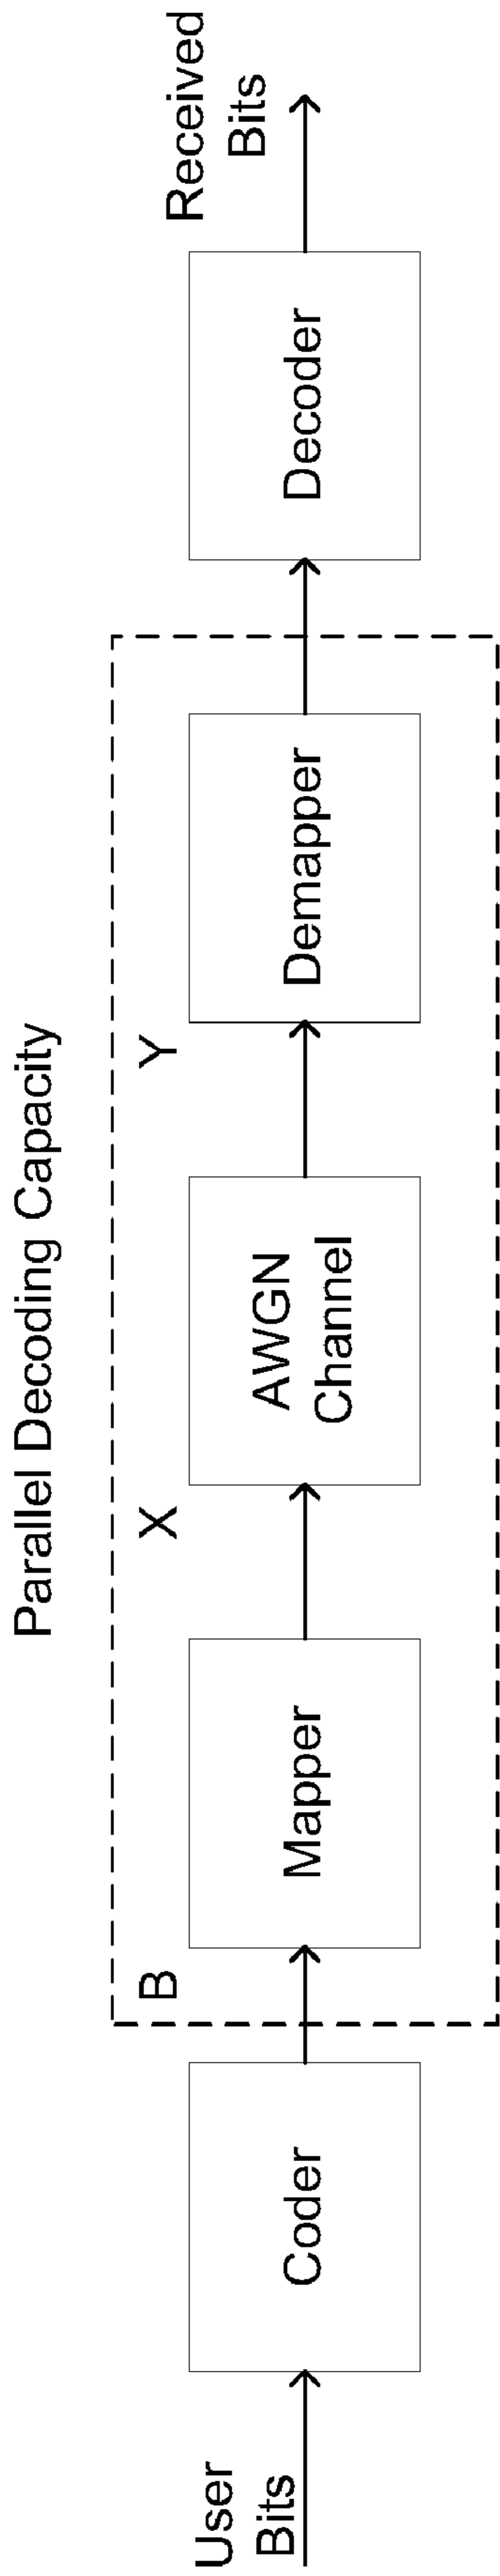 Parallel Decoding Capacity
User
Bits
Coder
B
Mapper
X
AWGN
Channel
Y
Demapper
Decoder
Received
Bits